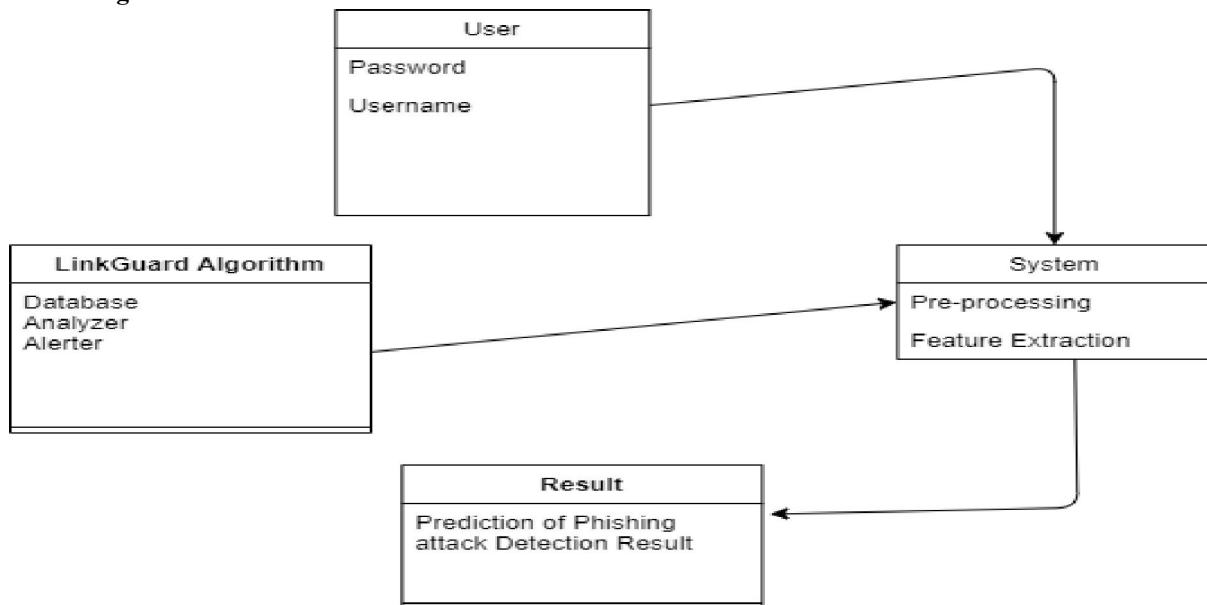 User
Password
Username
LinkGuard Algorithm
Database
Analyzer
Alerter
System
Pre-processing
Feature Extraction
Result
Prediction of Phishing
attack Detection Result